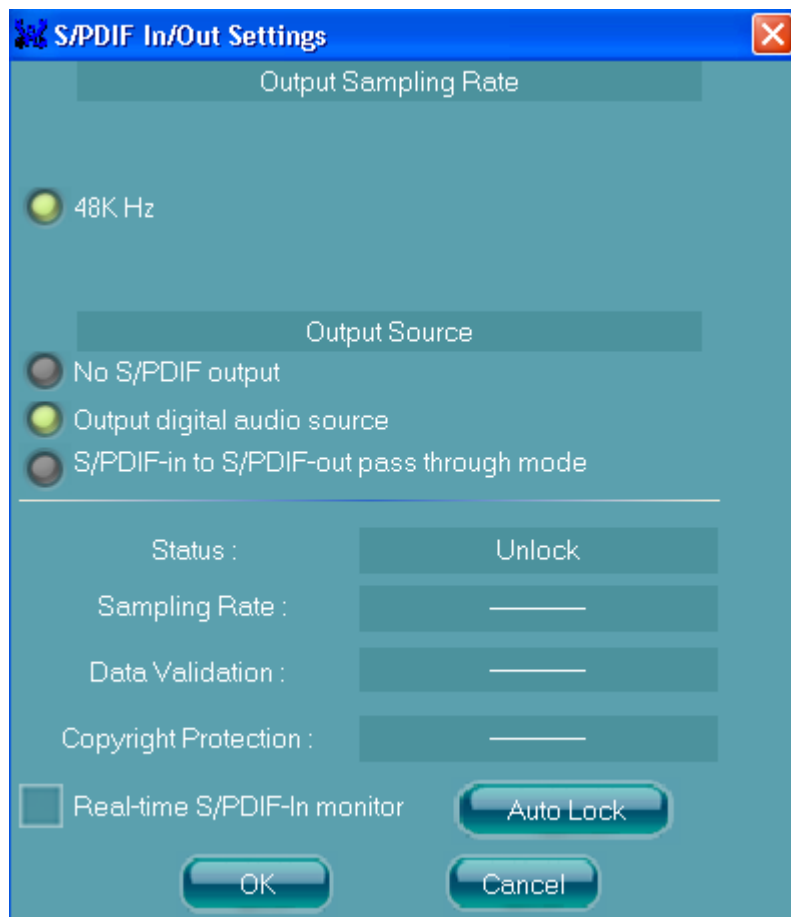 S/PDIF In/Out Settings
Output Sampling Rate
48K Hz
Output Source
No S/PDIF output
Output digital audio source
S/PDIF-in to S/PDIF-out pass through mode
Status : Unlock
Sampling Rate : ———
Data Validation : ———
Copyright Protection : ———
Real-time S/PDIF-In monitor Auto Lock
OK Cancel